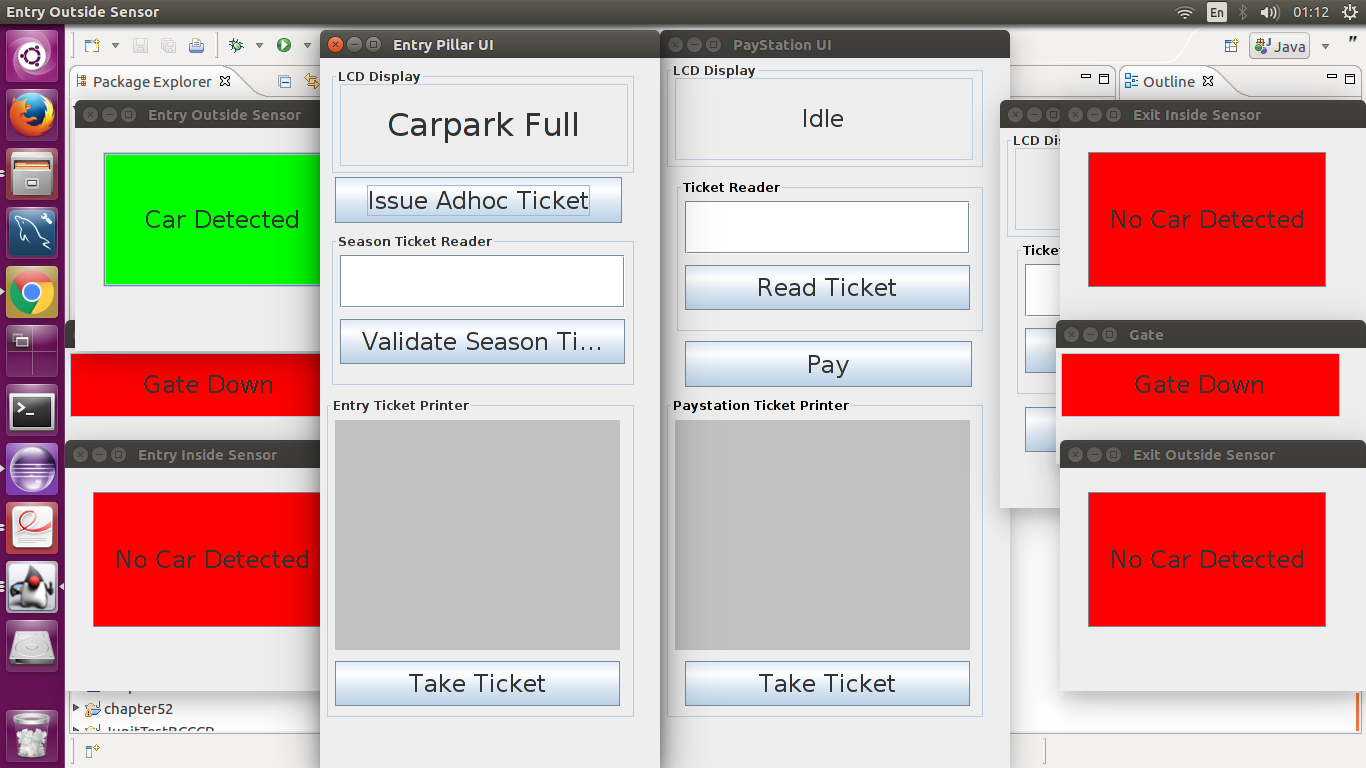 Entry Outside Sensor
En
01:12
Java
Package Explorer
Outline
Entry Outside Sensor
Car Detected
Gate Down
Entry Inside Sensor
No Car Detected
chapter52
Entry Pillar UI
LCD Display
Carpark Full
Issue Adhoc Ticket
Season Ticket Reader
Validate Season Ti...
Entry Ticket Printer
Take Ticket
PayStation UI
LCD Display
Idle
Ticket Reader
Read Ticket
Pay
Paystation Ticket Printer
Take Ticket
LCD Di
Ticke
Exit Inside Sensor
No Car Detected
Gate
Gate Down
Exit Outside Sensor
No Car Detected